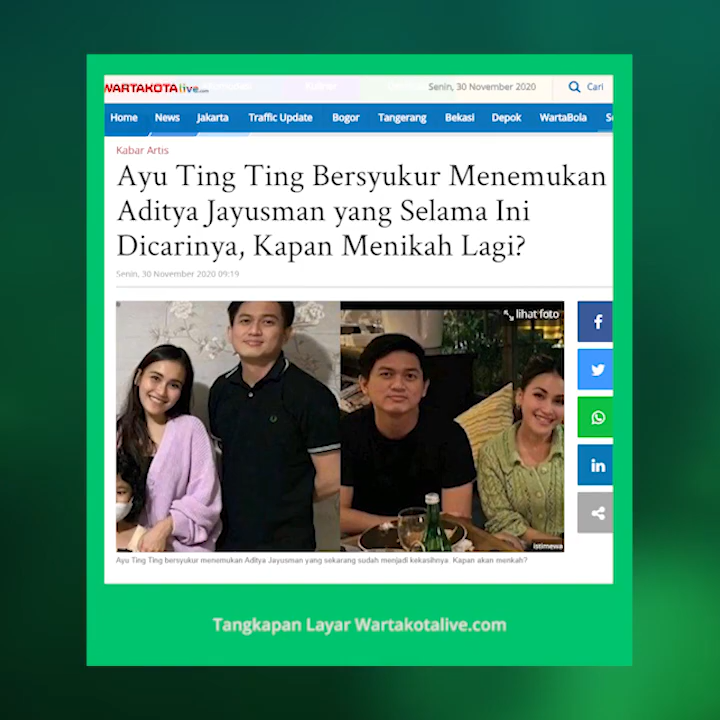 WARTAKOTAlive.com
Senin, 30 November 2020
Cari
Home News Jakarta Traffic Update Bogor Tangerang Bekasi Depok WartaBola
Kabar Artis
Ayu Ting Ting Bersyukur Menemukan
Aditya Jayusman yang Selama Ini
Dicarinya, Kapan Menikah Lagi?
Senin, 30 November 2020 09:19
lihat foto
istimewa
Ayu Ting Ting bersyukur menemukan Aditya Jayusman yang sekarang sudah menjadi kekasihnya. Kapan akan menikah?
Tangkapan Layar Wartakotalive.com